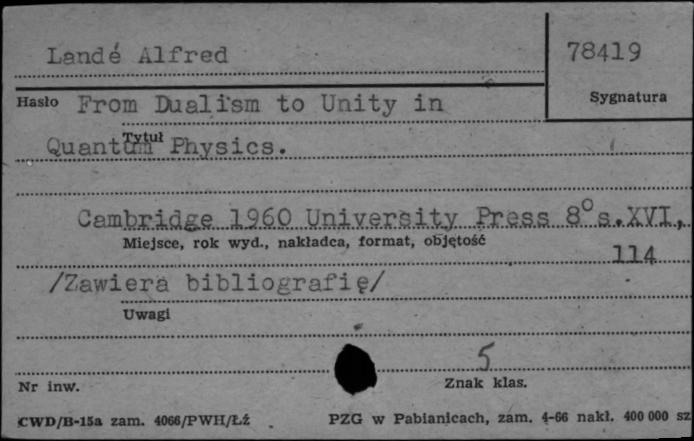 Landé Alfred
78419
Hasło From Dualism to Unity in
Sygnatura
Quantum Physics.
Tytuł
Cambridge 1960 University Press 8° s.XVI,
Miejsce, rok wyd., nakładca, format, objętość
114
/Zawiera bibliografię/
Uwagi
5
Nr inw.
Znak klas.
CWD/B-15a zam. 4066/PWH/Łź
PZG w Pabianicach, zam. 4-66 nakł. 400 000 sz